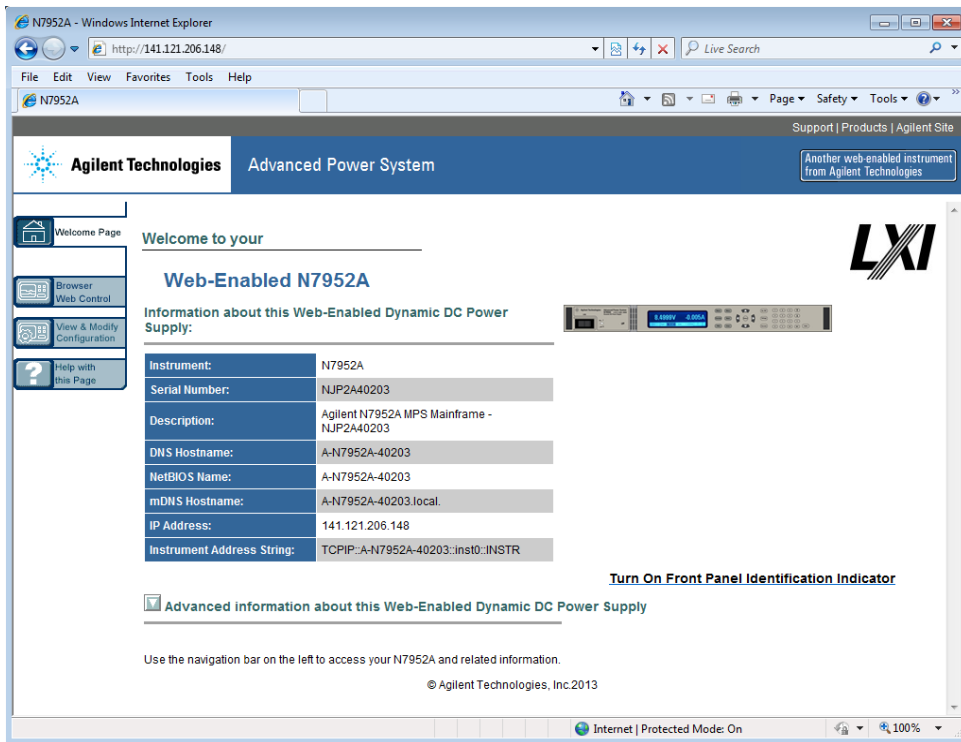 N7952A - Windows Internet Explorer
http://141.121.206.148/
Live Search
File Edit View Favorites Tools Help
N7952A
Page Safety Tools
Support | Products | Agilent Site
Agilent Technologies
Advanced Power System
Another web-enabled instrument
from Agilent Technologies
Welcome Page
Browser
Web Control
View & Modify
Configuration
Help with
this Page
Welcome to your
LXI
Web-Enabled N7952A
Information about this Web-Enabled Dynamic DC Power
Supply:
Instrument: N7952A
Serial Number: NJP2A40203
Description: Agilent N7952A MPS Mainframe -
NJP2A40203
DNS Hostname: A-N7952A-40203
NetBIOS Name: A-N7952A-40203
mDNS Hostname: A-N7952A-40203.local.
IP Address: 141.121.206.148
Instrument Address String: TCPIP::A-N7952A-40203::inst0::INSTR
Turn On Front Panel Identification Indicator
Advanced information about this Web-Enabled Dynamic DC Power Supply
Use the navigation bar on the left to access your N7952A and related information.
© Agilent Technologies, Inc.2013
Internet | Protected Mode: On
100%